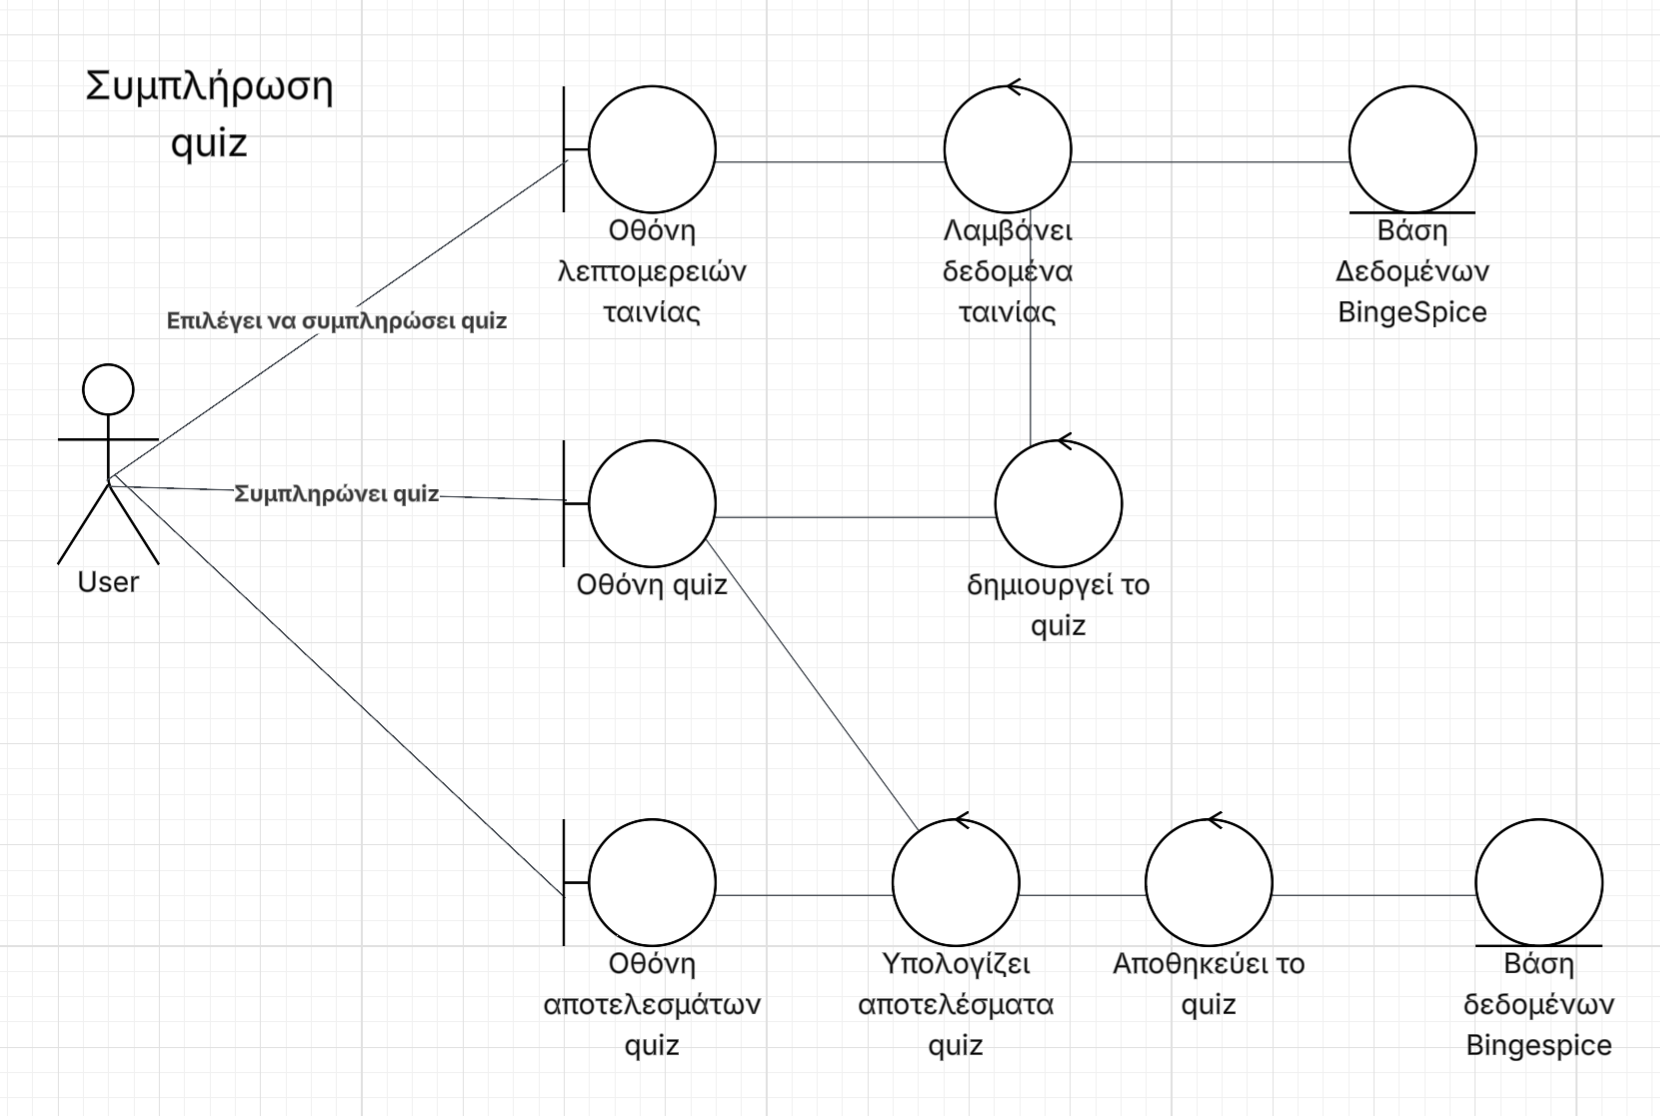 Συμπλήρωση
quiz
Οθόνη
λεπτομερειών
ταινίας
Λαμβάνει
δεδομένα
ταινίας
Βάση
Δεδομένων
BingeSpice
Επιλέγει να συμπληρώσει quiz
Συμπληρώνει quiz
User
Οθόνη quiz
δημιουργεί το
quiz
Οθόνη
αποτελεσμάτων
quiz
Υπολογίζει
αποτελέσματα
quiz
Αποθηκεύει το
quiz
Βάση
δεδομένων
Bingespice